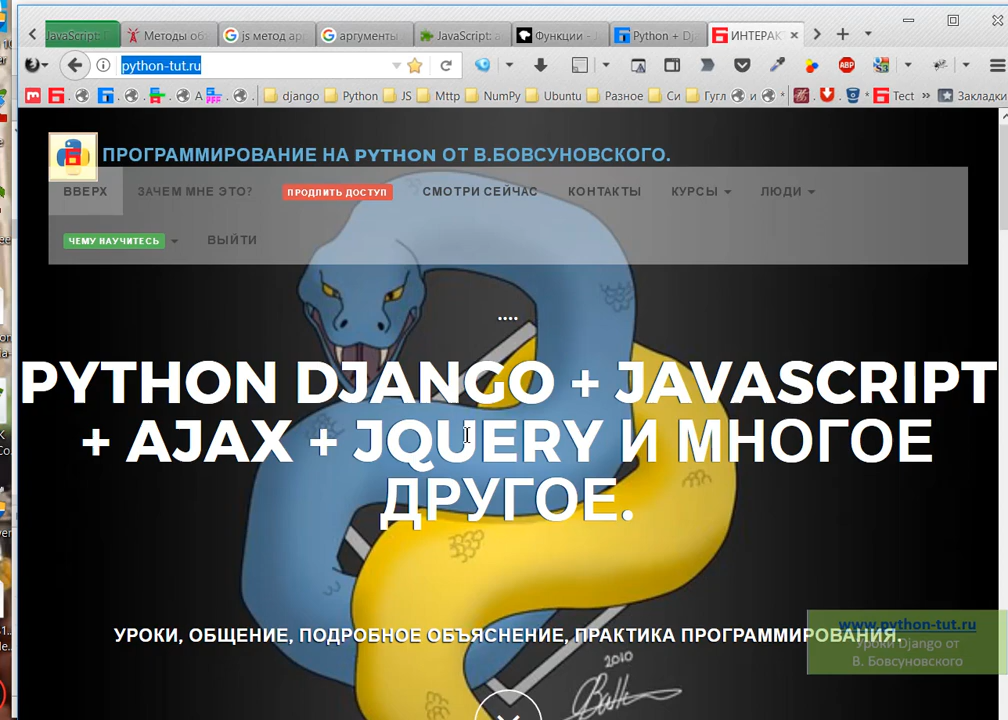 JavaScript:
Методы об
js метод ap
аргументы
JavaScript: а
Функции - J
Python + Dj
ИНТЕРАК
python-tut.ru
django
Python
JS
Mttp
NumPy
Ubuntu
Разное
Си
Гугл
и
Тест
Закладки
ПРОГРАММИРОВАНИЕ НА PYTHON ОТ В.БОВСУНОВСКОГО.
ВВЕРХ
ЗАЧЕМ МНЕ ЭТО?
ПРОДЛИТЬ ДОСТУП
СМОТРИ СЕЙЧАС
КОНТАКТЫ
КУРСЫ
ЛЮДИ
ЧЕМУ НАУЧИТЕСЬ
ВЫЙТИ
....
PYTHON DJANGO + JAVASCRIPT
+ AJAX + JQUERY И МНОГОЕ
ДРУГОЕ.
УРОКИ, ОБЩЕНИЕ, ПОДРОБНОЕ ОБЪЯСНЕНИЕ, ПРАКТИКА ПРОГРАММИРОВАНИЯ.
www.python-tut.ru
Уроки Django от
В. Бовсуновского
2010